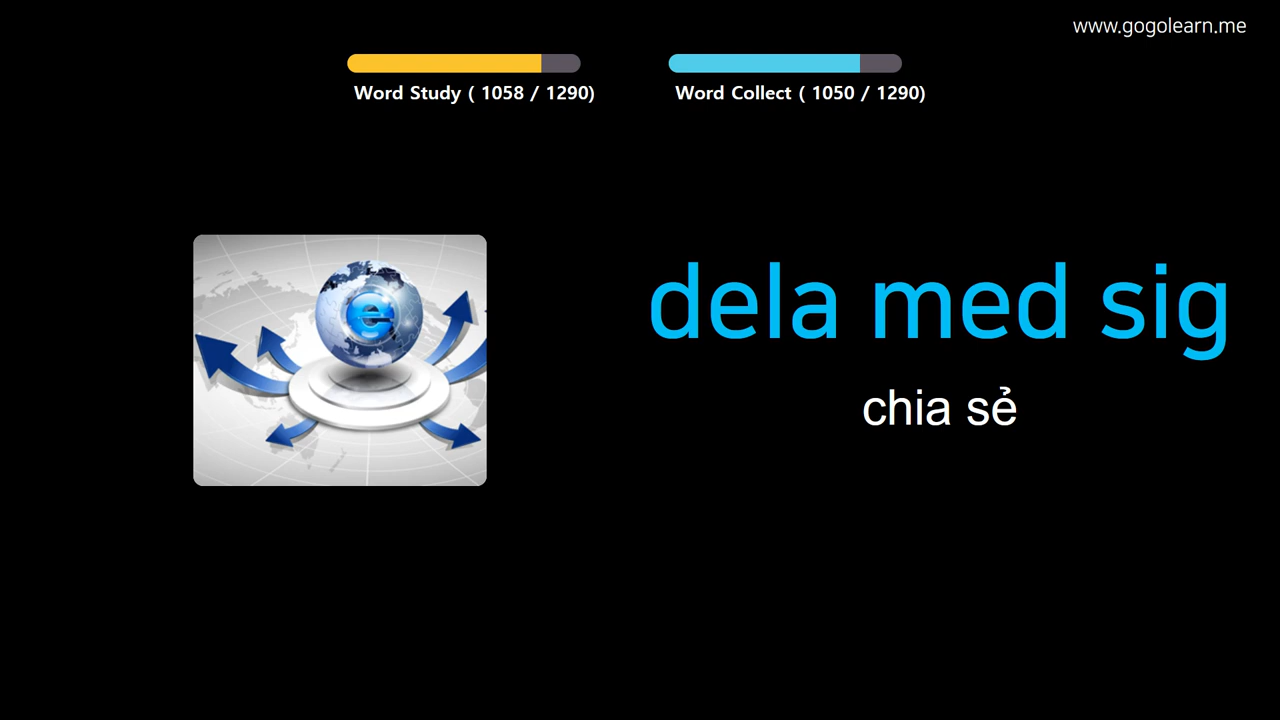 www.gogolearn.me
Word Study ( 1058 / 1290)
Word Collect ( 1050 / 1290)
e
dela med sig
chia sẻ